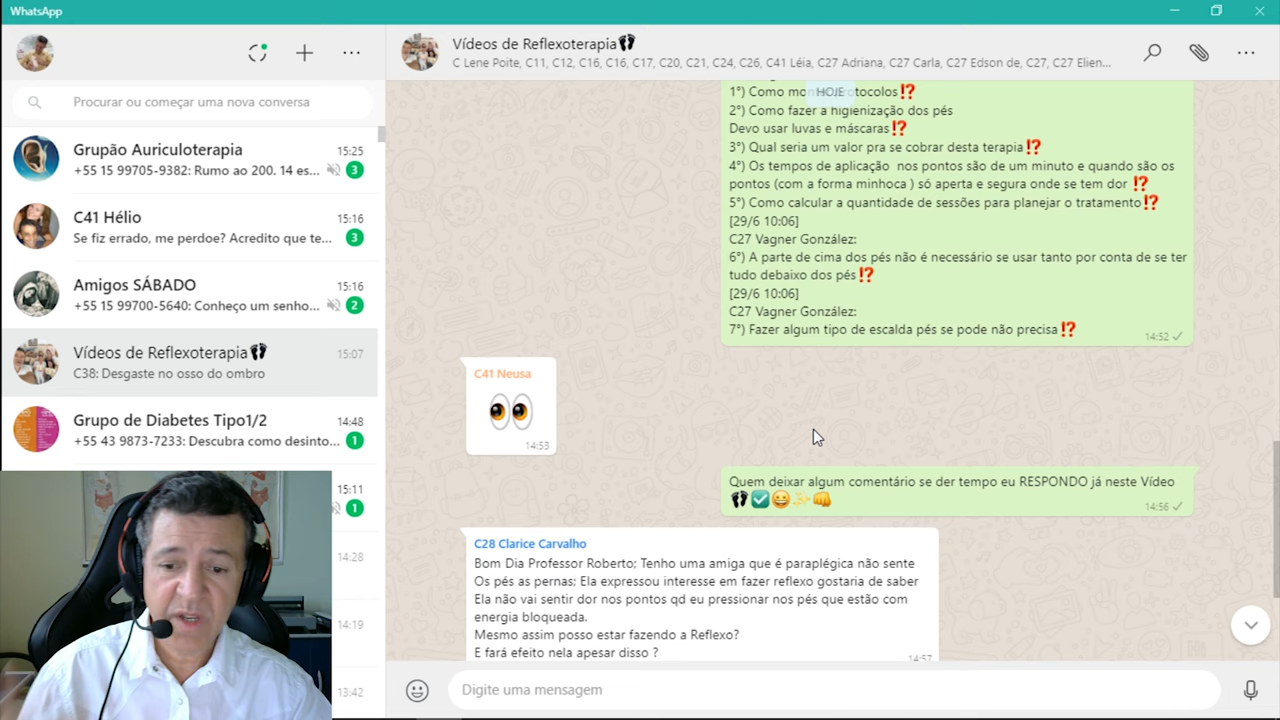 WhatsApp
Procurar ou começar uma nova conversa
Grupão Auriculoterapia
15:25
+55 15 99705-9382: Rumo ao 200. 14 es...
3
C41 Hélio
15:16
Se fiz errado, me perdoe? Acredito que te...
3
Amigos SÁBADO
15:16
+55 15 99700-5640: Conheço um senho...
2
Vídeos de Reflexoterapia👣
15:07
C38: Desgaste no osso do ombro
Grupo de Diabetes Tipo1/2
14:48
+55 43 9873-7233: Descubra como desinto...
1
15:11
1
14:28
14:19
13:42
Vídeos de Reflexoterapia👣
C Lene Poite, C11, C12, C16, C16, C17, C20, C21, C24, C26, C41 Léia, C27 Adriana, C27 Carla, C27 Edson de, C27, C27 Elien...
HOJE
1°) Como montar protocolos⁉️
2°) Como fazer a higienização dos pés
Devo usar luvas e máscaras⁉️
3°) Qual seria um valor pra se cobrar desta terapia⁉️
4°) Os tempos de aplicação  nos pontos são de um minuto e quando são os
pontos (com a forma minhoca ) só aperta e segura onde se tem dor ⁉️
5°) Como calcular a quantidade de sessões para planejar o tratamento⁉️
[29/6 10:06]
C27 Vagner González:
6°) A parte de cima dos pés não é necessário se usar tanto por conta de se ter
tudo debaixo dos pés⁉️
[29/6 10:06]
C27 Vagner González:
7°) Fazer algum tipo de escalda pés se pode não precisa⁉️
14:52
C41 Neusa
👀
14:53
Quem deixar algum comentário se der tempo eu RESPONDO já neste Vídeo
👣✅😄✨👊
14:56
C28 Clarice Carvalho
Bom Dia Professor Roberto; Tenho uma amiga que é paraplégica não sente
Os pés as pernas; Ela expressou interesse em fazer reflexo gostaria de saber
Ela não vai sentir dor nos pontos qd eu pressionar nos pés que estão com
energia bloqueada.
Mesmo assim posso estar fazendo a Reflexo?
E fará efeito nela apesar disso ?
14:57
Digite uma mensagem